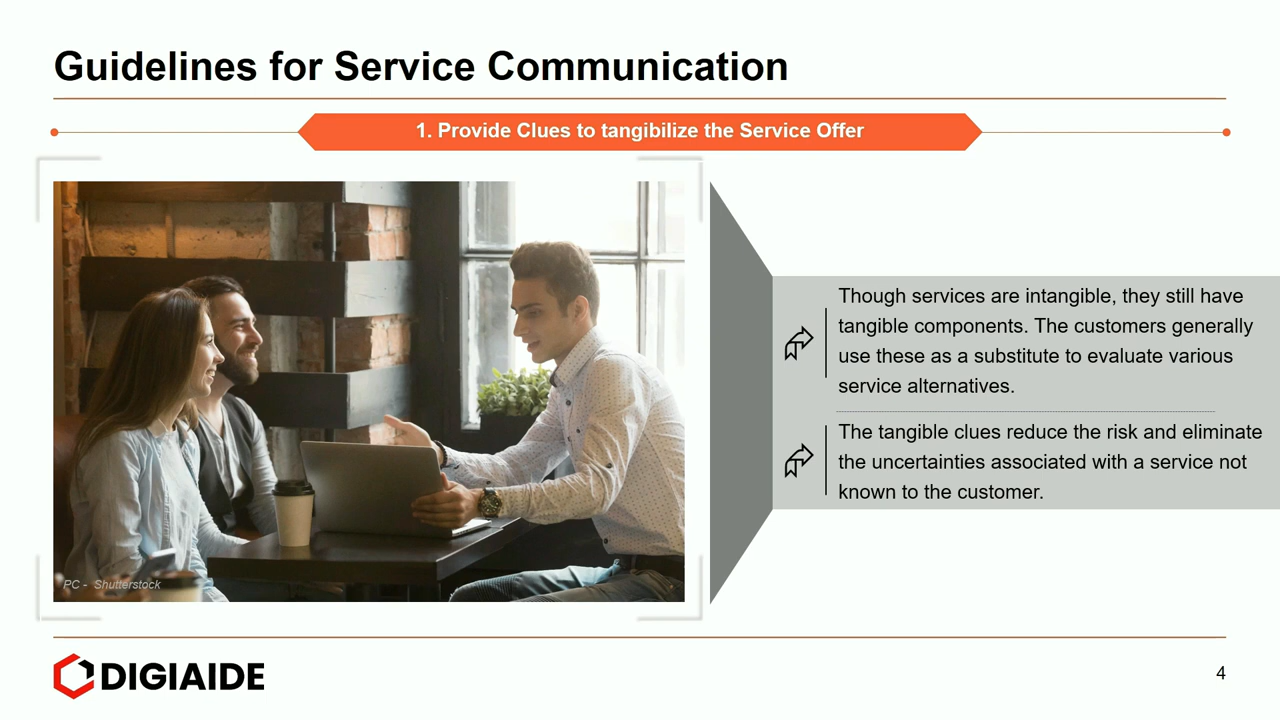 Guidelines for Service Communication
1. Provide Clues to tangibilize the Service Offer
Though services are intangible, they still have
tangible components. The customers generally
use these as a substitute to evaluate various
service alternatives.
The tangible clues reduce the risk and eliminate
the uncertainties associated with a service not
known to the customer.
PC - Shutterstock
DIGIAIDE
4